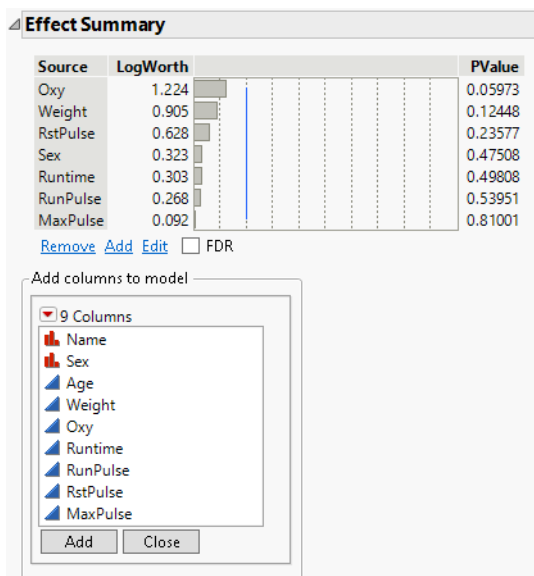 Effect Summary
Source LogWorth PValue
Oxy 1.224 0.05973
Weight 0.905 0.12448
RstPulse 0.628 0.23577
Sex 0.323 0.47508
Runtime 0.303 0.49808
RunPulse 0.268 0.53951
MaxPulse 0.092 0.81001
Remove Add Edit FDR
Add columns to model
9 Columns
Name
Sex
Age
Weight
Oxy
Runtime
RunPulse
RstPulse
MaxPulse
Add Close